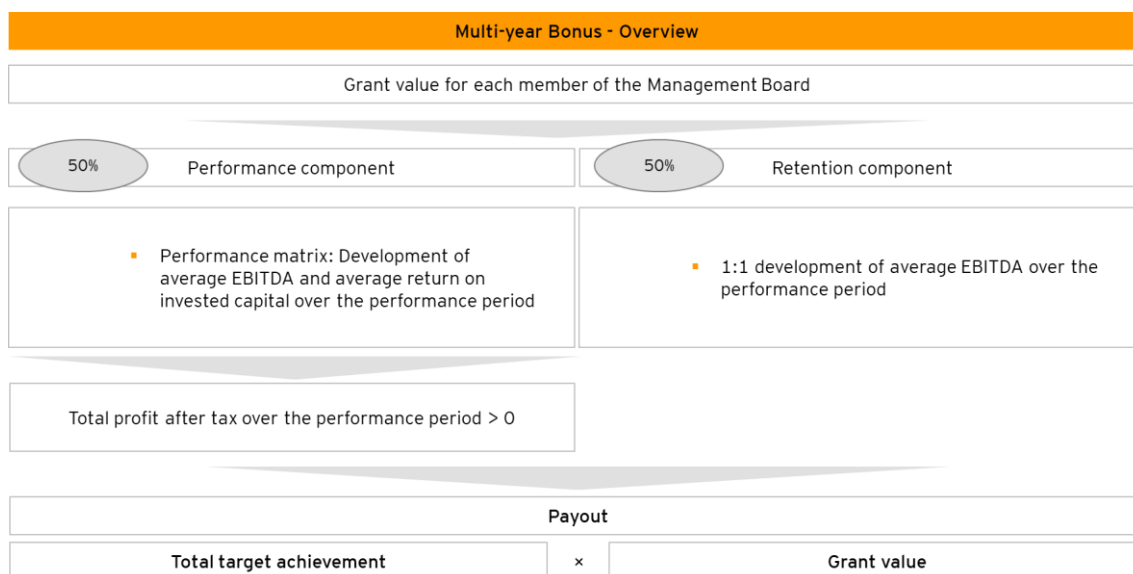 Multi-year Bonus - Overview
Grant value for each member of the Management Board
50%
Performance component
50%
Retention component
▪ Performance matrix: Development of
average EBITDA and average return on
invested capital over the performance period
▪ 1:1 development of average EBITDA over the
performance period
Total profit after tax over the performance period > 0
Payout
Total target achievement
×
Grant value